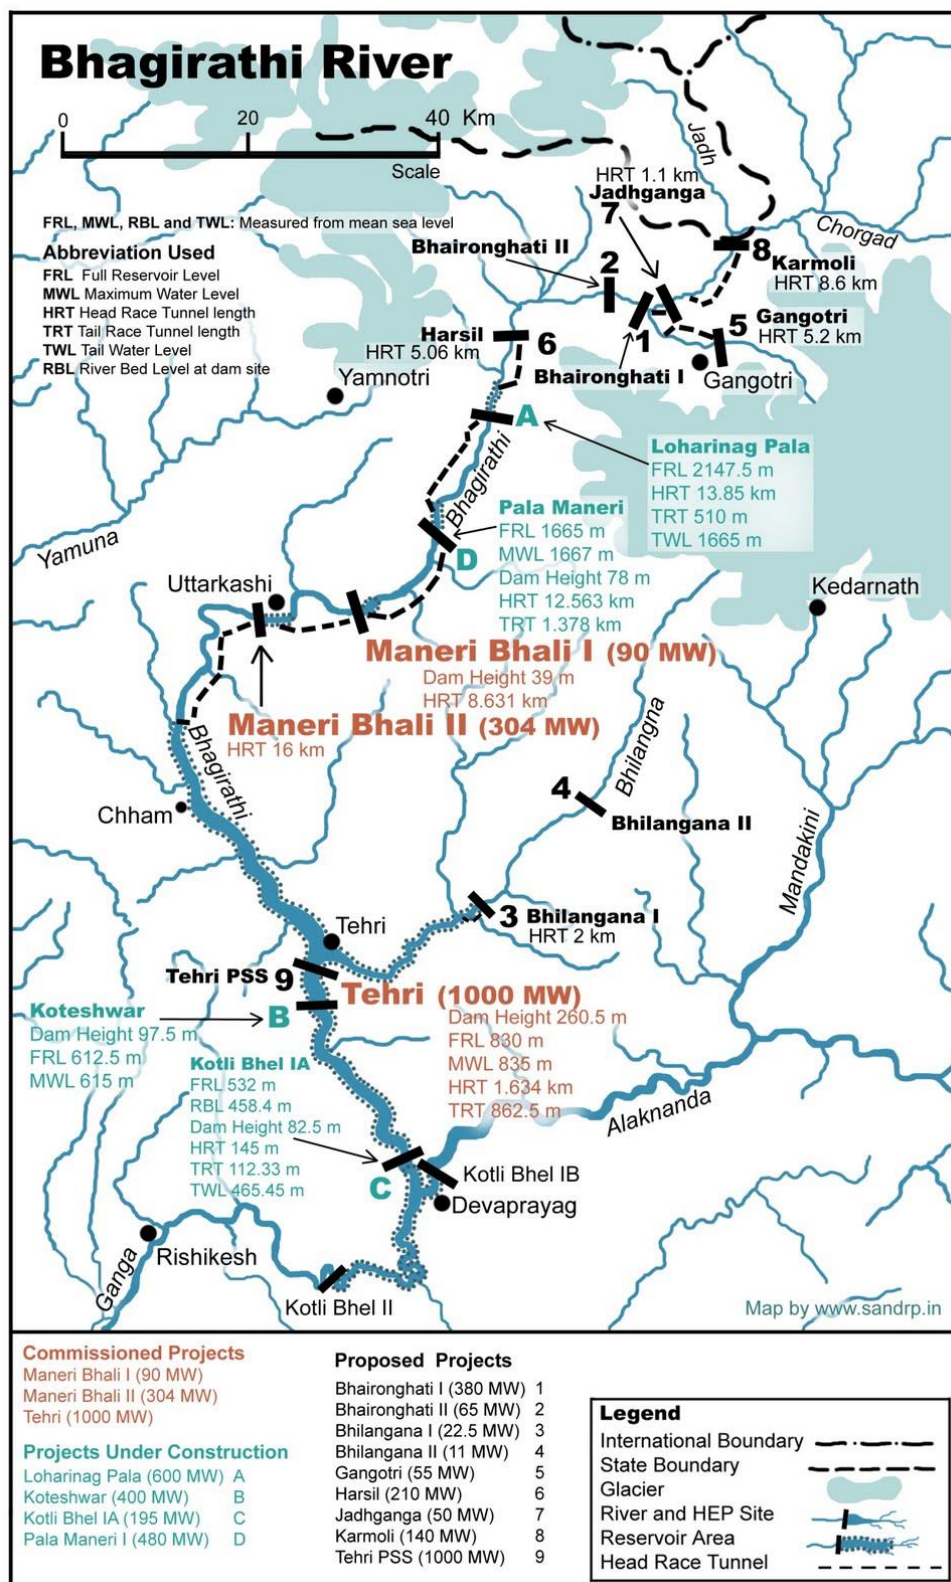 Bhagirathi River
0 20 40 Km
Scale
FRL, MWL, RBL and TWL: Measured from mean sea level
Abbreviation Used
FRL Full Reservoir Level
MWL Maximum Water Level
HRT Head Race Tunnel length
TRT Tail Race Tunnel length
TWL Tail Water Level
RBL River Bed Level at dam site
Jadh
HRT 1.1 km
Jadhganga
7
Chorgad
Bhaironghati II
2
8
Karmoli
HRT 8.6 km
Harsil
HRT 5.06 km
6
1
Bhaironghati I
5
Gangotri
HRT 5.2 km
Gangotri
Yamnotri
A
Bhagirathi
Loharinag Pala
FRL 2147.5 m
HRT 13.85 km
TRT 510 m
TWL 1665 m
Pala Maneri
FRL 1665 m
MWL 1667 m
Dam Height 78 m
HRT 12.563 km
TRT 1.378 km
D
Yamuna
Uttarkashi
Kedarnath
Maneri Bhali I (90 MW)
Dam Height 39 m
HRT 8.631 km
Maneri Bhali II (304 MW)
HRT 16 km
Bhagirathi
Bhilangna
Chham
4
Bhilangana II
Mandakini
3
Bhilangana I
HRT 2 km
Tehri
Tehri PSS 9
Tehri (1000 MW)
Dam Height 260.5 m
FRL 830 m
MWL 835 m
HRT 1.634 km
TRT 862.5 m
Koteshwar
Dam Height 97.5 m
FRL 612.5 m
MWL 615 m
B
Kotli Bhel IA
FRL 532 m
RBL 458.4 m
Dam Height 82.5 m
HRT 145 m
TRT 112.33 m
TWL 465.45 m
C
Alaknanda
Kotli Bhel IB
Devaprayag
Rishikesh
Ganga
Kotli Bhel II
Map by www.sandrp.in
Commissioned Projects
Maneri Bhali I (90 MW)
Maneri Bhali II (304 MW)
Tehri (1000 MW)
Projects Under Construction
Loharinag Pala (600 MW) A
Koteshwar (400 MW) B
Kotli Bhel IA (195 MW) C
Pala Maneri I (480 MW) D
Proposed Projects
Bhaironghati I (380 MW) 1
Bhaironghati II (65 MW) 2
Bhilangana I (22.5 MW) 3
Bhilangana II (11 MW) 4
Gangotri (55 MW) 5
Harsil (210 MW) 6
Jadhganga (50 MW) 7
Karmoli (140 MW) 8
Tehri PSS (1000 MW) 9
Legend
International Boundary
State Boundary
Glacier
River and HEP Site
Reservoir Area
Head Race Tunnel